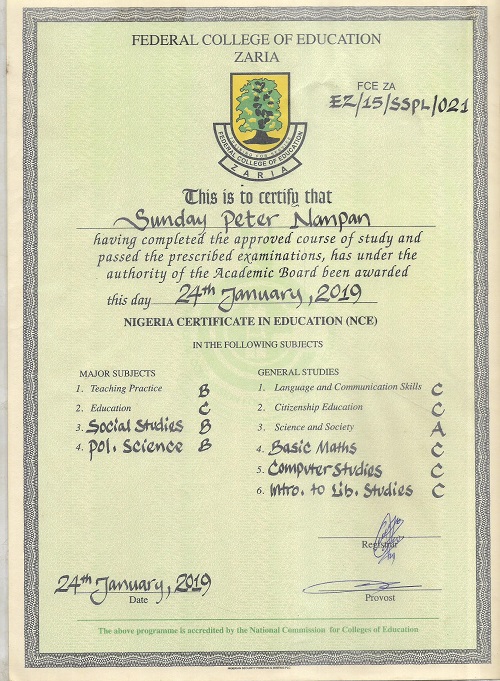 FEDERAL COLLEGE OF EDUCATION
ZARIA
FCE ZA
EZ/15/SSPL/021
FEDERAL COLLEGE OF EDUCATION
ZARIA
This is to certify that
Sunday Peter Nanpan
having completed the approved course of study and
passed the prescribed examinations, has under the
authority of the Academic Board been awarded
this day 24th January, 2019
NIGERIA CERTIFICATE IN EDUCATION (NCE)
IN THE FOLLOWING SUBJECTS
MAJOR SUBJECTS
1. Teaching Practice B
2. Education C
3. Social Studies B
4. Pol. Science B
GENERAL STUDIES
1. Language and Communication Skills C
2. Citizenship Education C
3. Science and Society A
4. Basic Maths C
5. Computer Studies C
6. Intro. to Lib. Studies C
Registrar
24th January, 2019
Date
Provost
The above programme is accredited by the National Commission for Colleges of Education